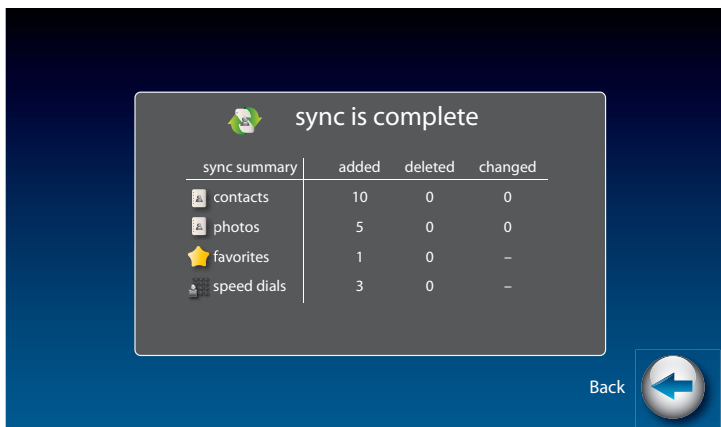 sync is complete
sync summary added deleted changed
contacts 10 0 0
photos 5 0 0
favorites 1 0 –
speed dials 3 0 –
Back